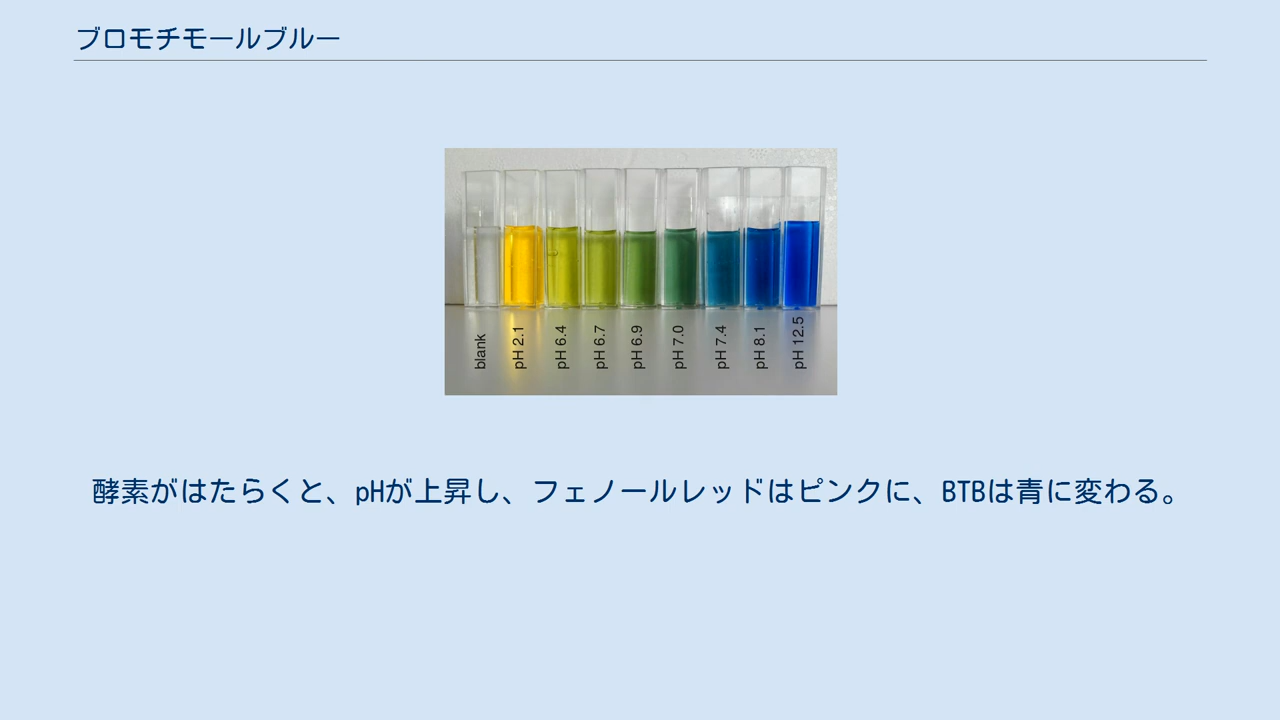 ブロモチモールブルー
blank
pH 2.1
pH 6.4
pH 6.7
pH 6.9
pH 7.0
pH 7.4
pH 8.1
pH 12.5
酵素がはたらくと、pHが上昇し、フェノールレッドはピンクに、BTBは青に変わる。